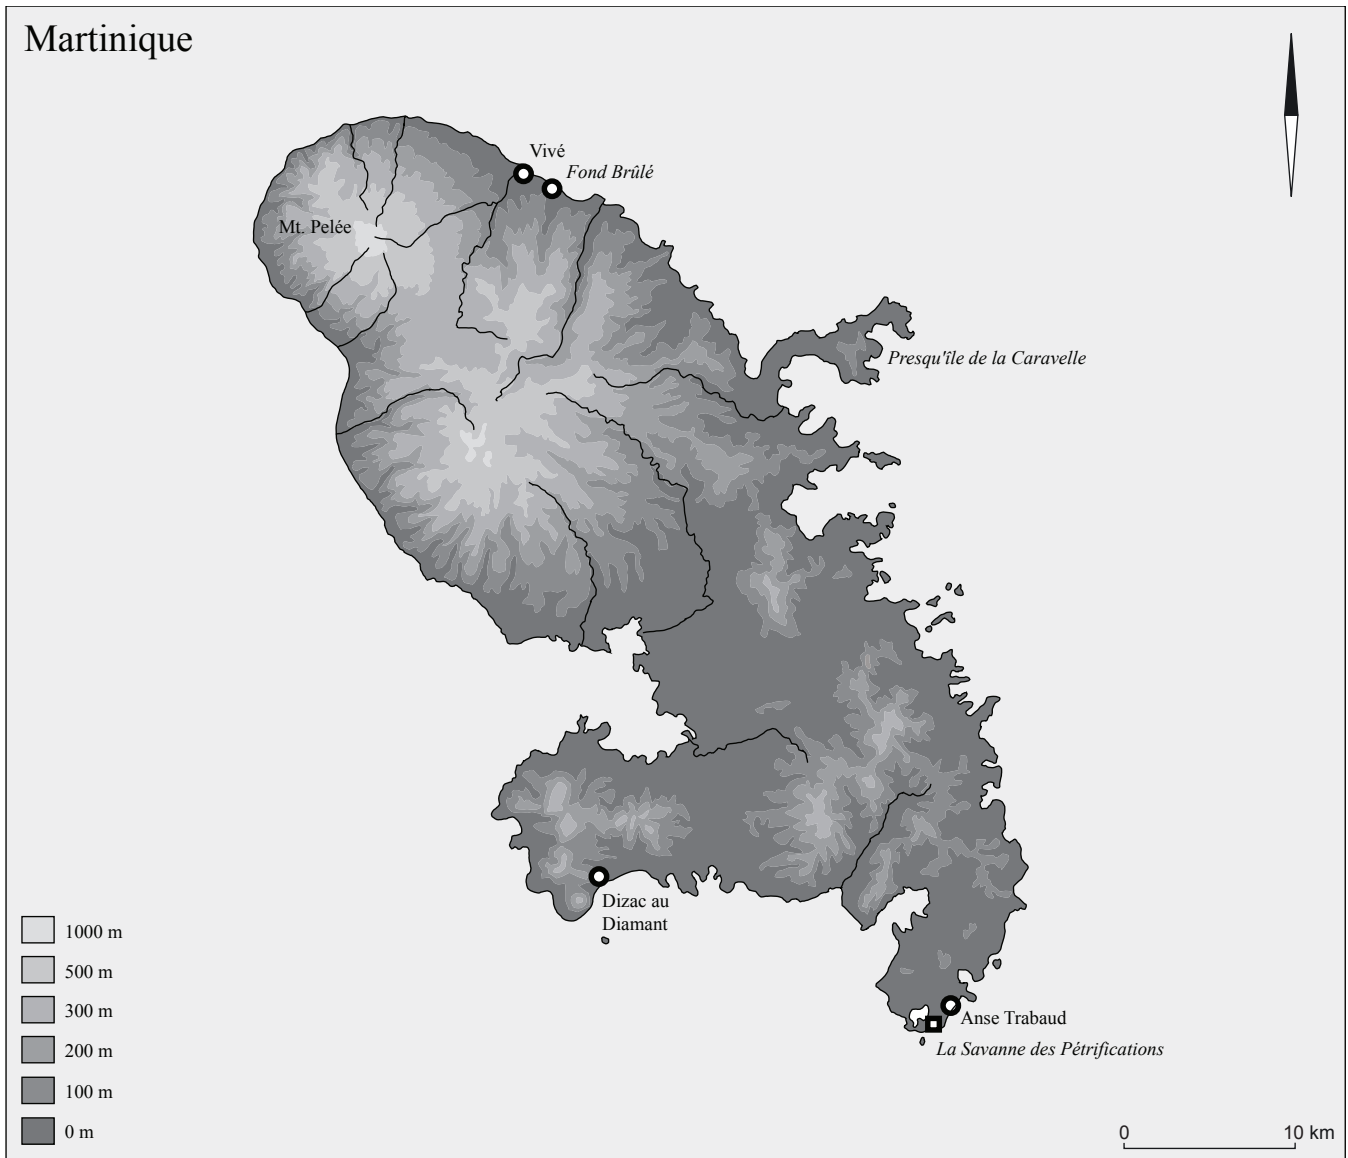 Martinique
Vivé
Fond Brûlé
Mt. Pelée
Presqu'île de la Caravelle
Dizac au
Diamant
Anse Trabaud
La Savanne des Pétrifications
1000 m
500 m
300 m
200 m
100 m
0 m
0 10 km